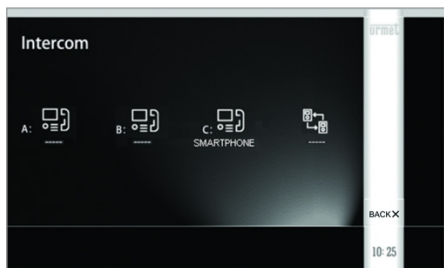 urmet
Intercom
A:
-----
B:
-----
C:
SMARTPHONE
-----
BACK X
10:25